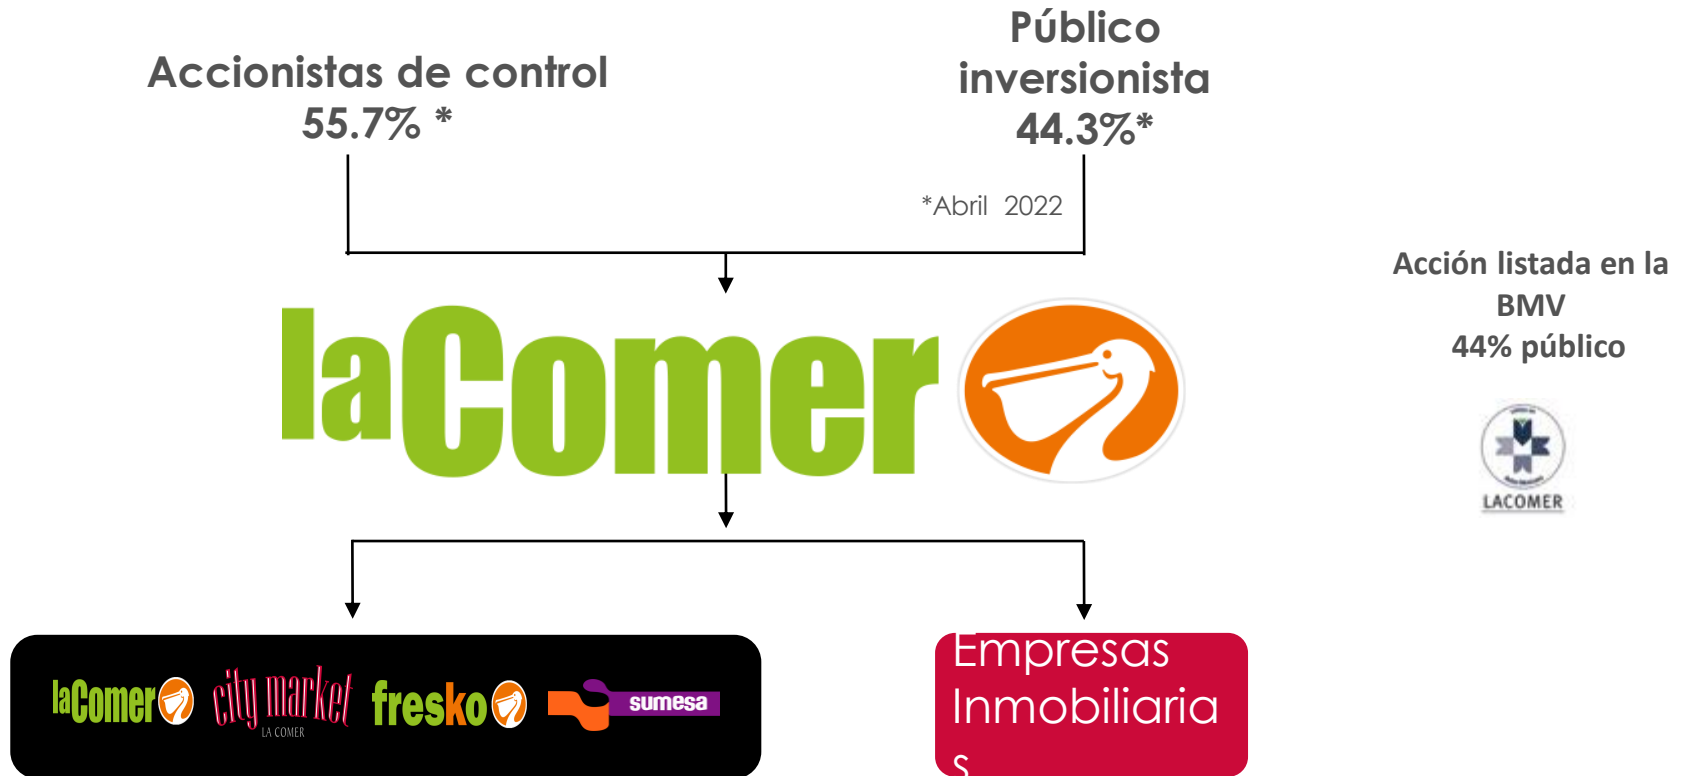 Accionistas de control
55.7% *
Público
inversionista
44.3%*
*Abril 2022
laComer
Acción listada en la
BMV
44% público
LACOMER
laComer
city market
LA COMER
fresko
sumesa
Empresas
Inmobiliaria
s